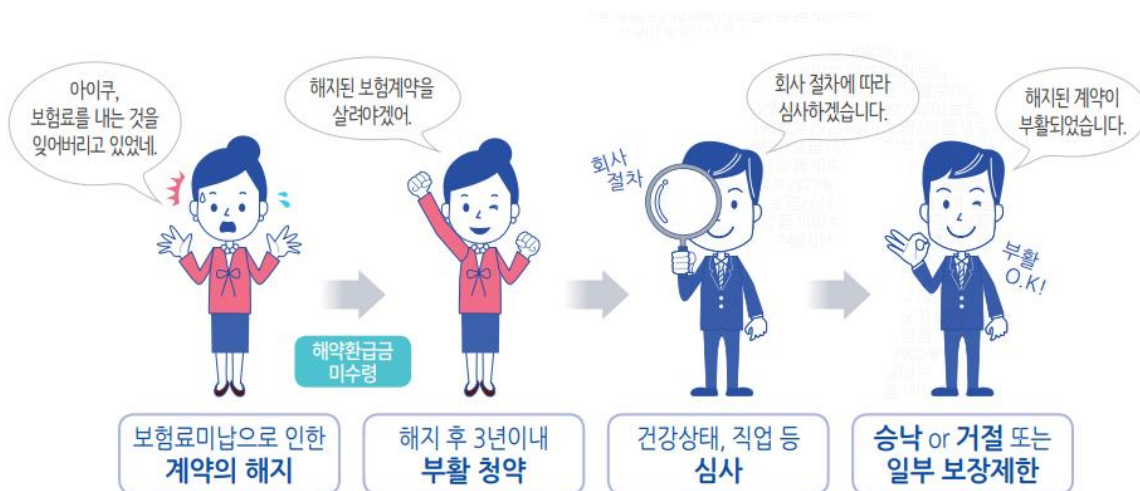 아이쿠,
보험료를 내는 것을
잊어버리고 있었네.
해지된 보험계약을
살려야겠어.
회사 절차에 따라
심사하겠습니다.
해지된 계약이
부활되었습니다.
회사
절차
부활
O.K!
해약환급금
미수령
보험료미납으로 인한
계약의 해지
해지 후 3년이내
부활 청약
건강상태, 직업 등
심사
승낙 or 거절 또는
일부 보장제한